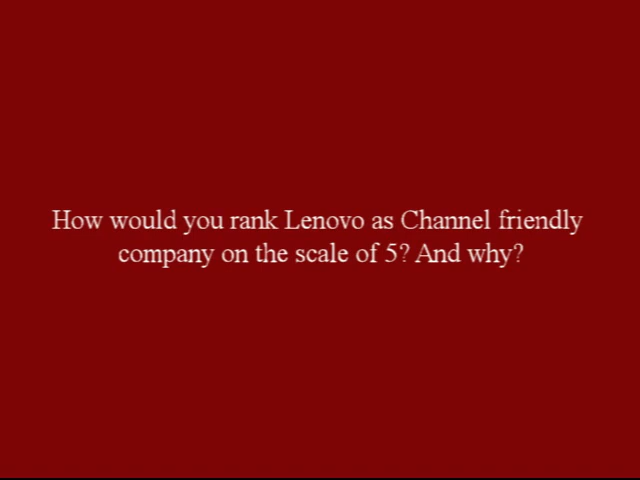 How would you rank Lenovo as Channel friendly
company on the scale of 5? And why?